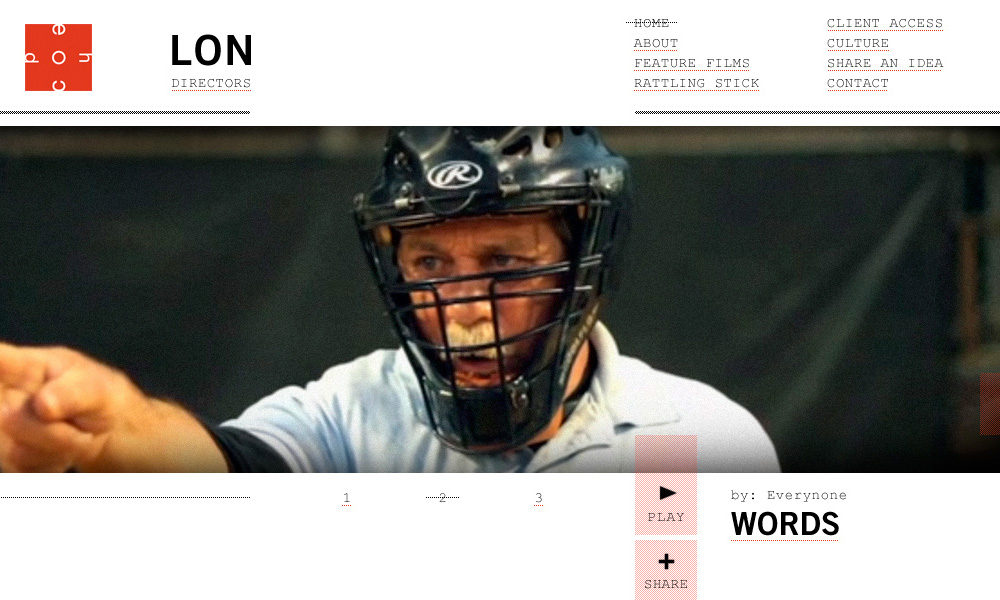 epoch
LON
DIRECTORS
HOME
ABOUT
FEATURE FILMS
RATTLING STICK
CLIENT ACCESS
CULTURE
SHARE AN IDEA
CONTACT
R
1 2 3
PLAY
SHARE
by: Everynone
WORDS